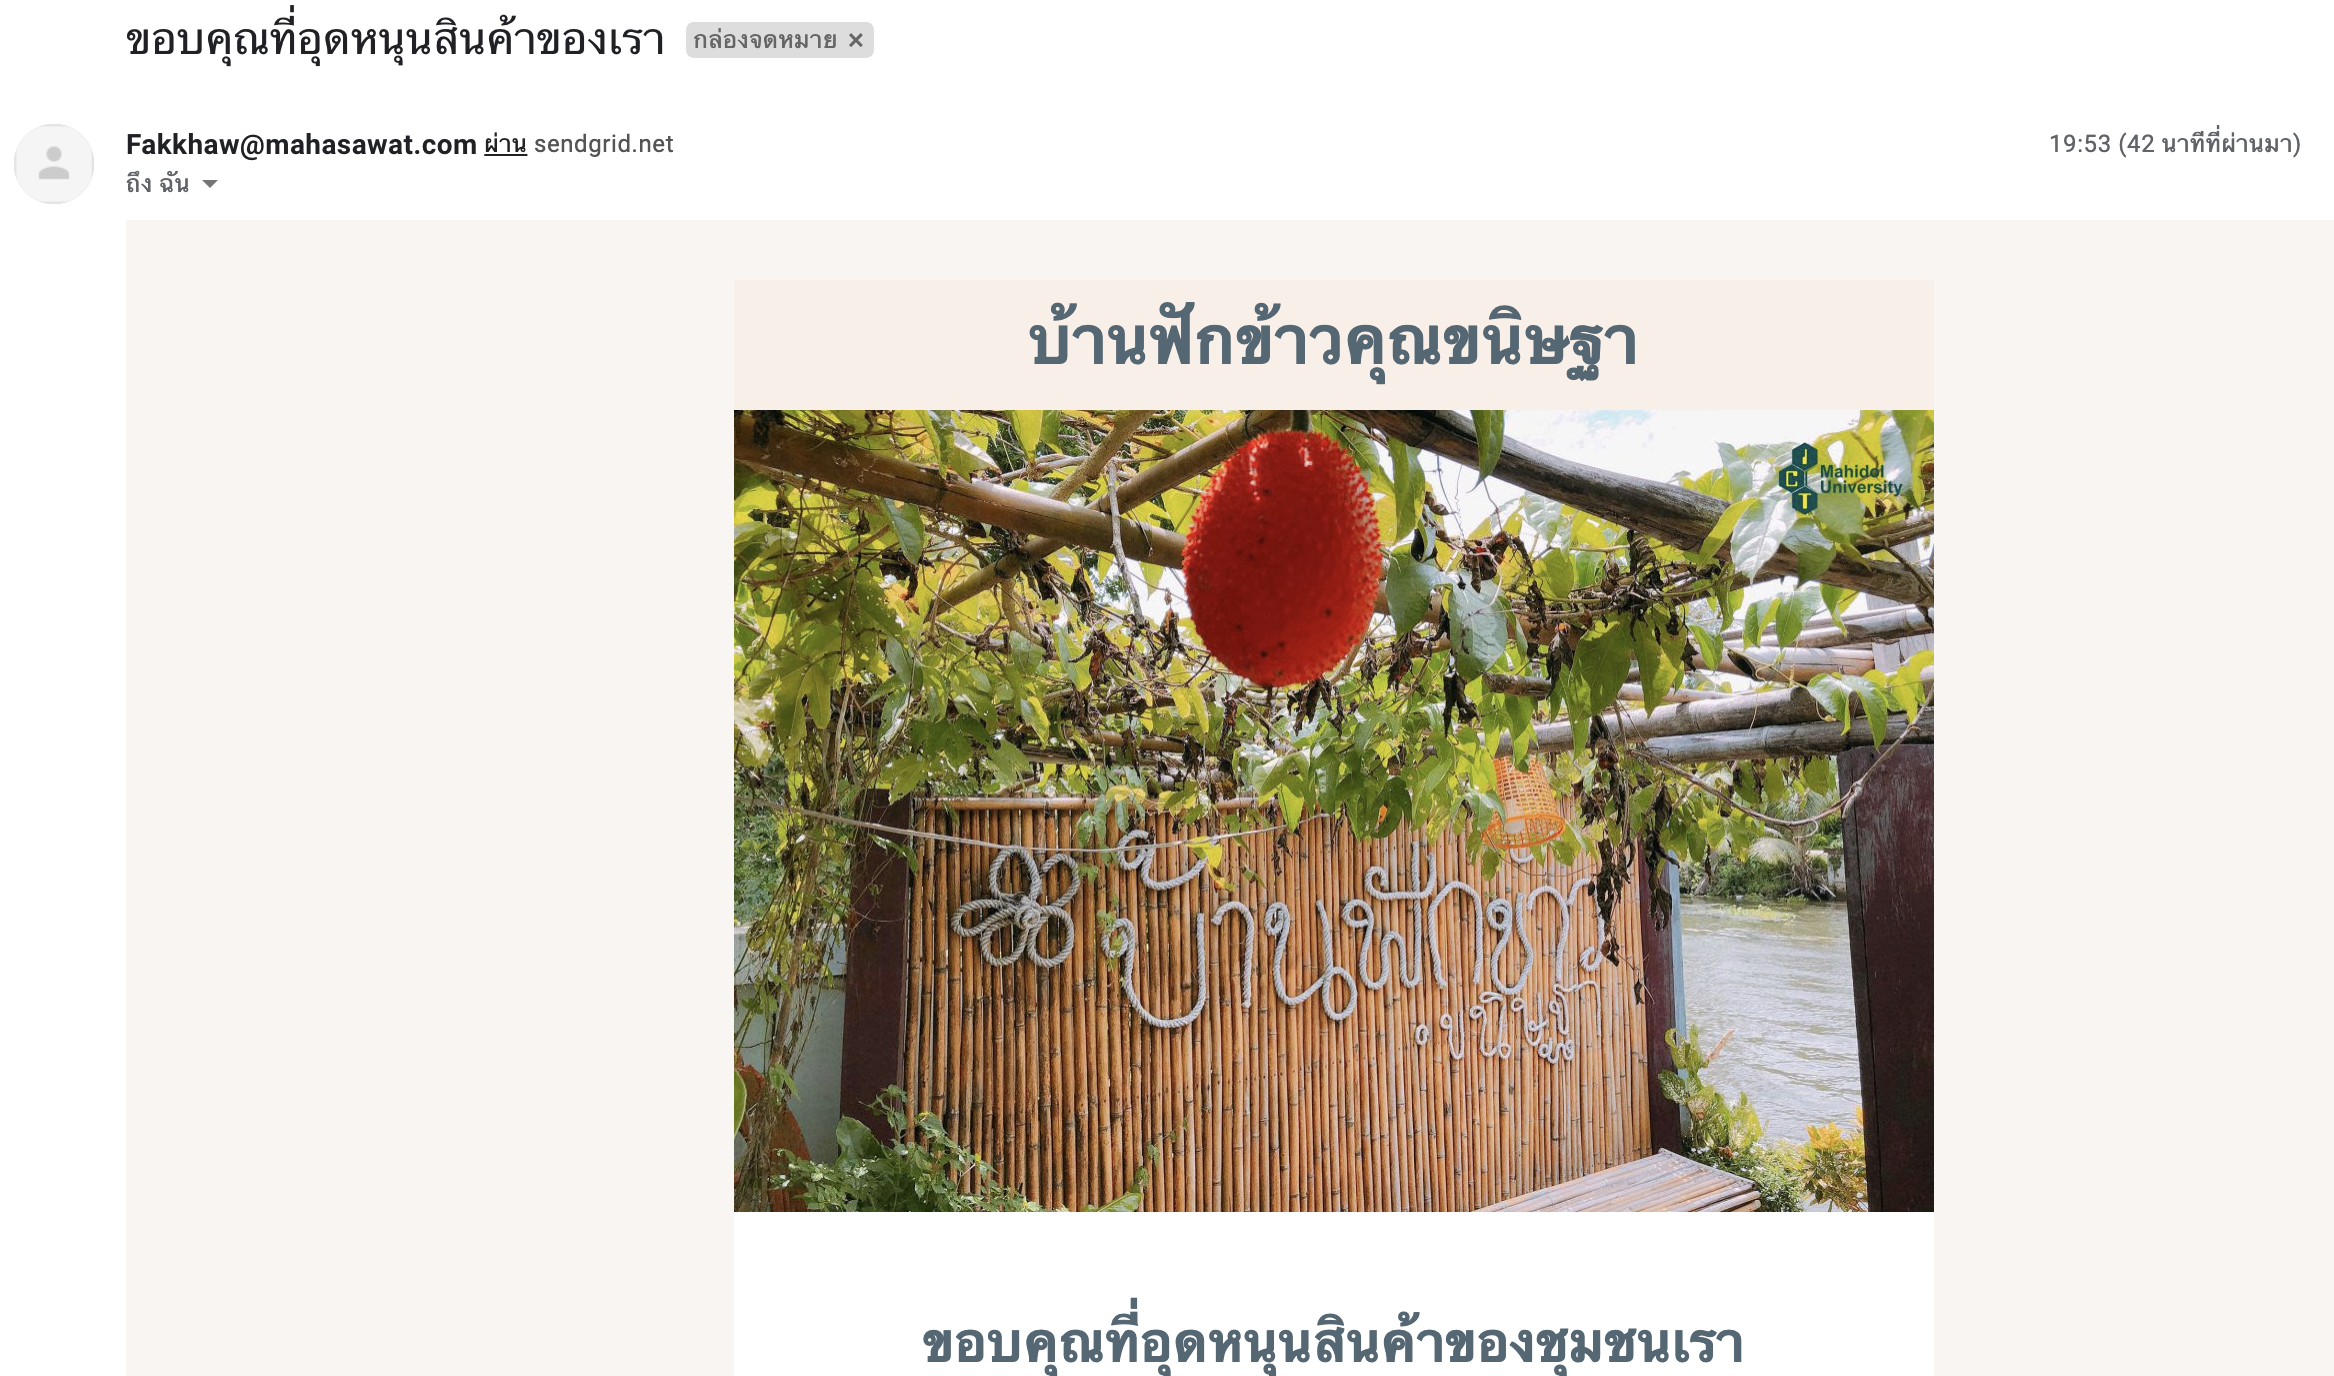 ขอบคุณที่อุดหนุนสินค้าของเรา กล่องจดหมาย ×
Fakkhaw@mahasawat.com ผ่าน sendgrid.net
19:53 (42 นาทีที่ผ่านมา)
ถึง ฉัน
บ้านฟักข้าวคุณขนิษฐา
J
C
T
Mahidol
University
บ้านฟักข้าว
ขนิษฐา
ขอบคุณที่อุดหนุนสินค้าของชุมชนเรา